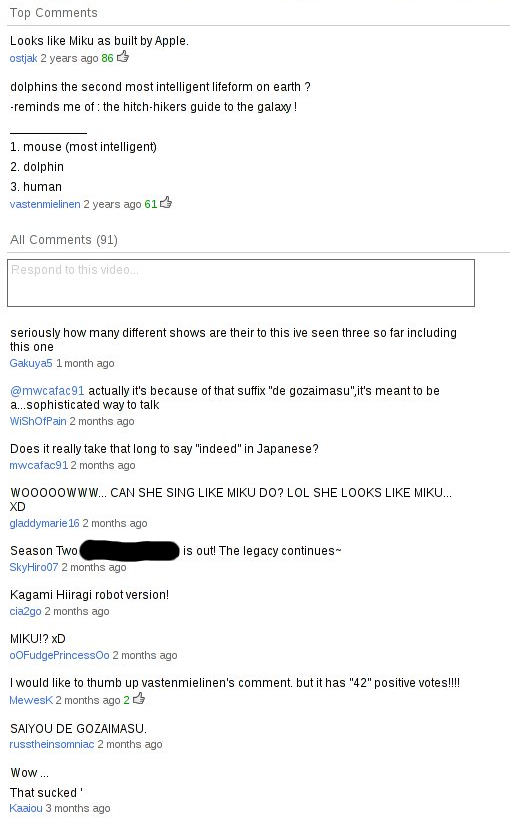 Top Comments
Looks like Miku as built by Apple.
ostjak 2 years ago 86
dolphins the second most intelligent lifeform on earth ?
-reminds me of : the hitch-hikers guide to the galaxy !
___________
1. mouse (most intelligent)
2. dolphin
3. human
vastenmielinen 2 years ago 61
All Comments (91)
Respond to this video...
seriously how many different shows are their to this ive seen three so far including
this one
Gakuya5 1 month ago
@mwcafac91 actually it's because of that suffix "de gozaimasu",it's meant to be
a...sophisticated way to talk
WiShOfPain 2 months ago
Does it really take that long to say "indeed" in Japanese?
mwcafac91 2 months ago
WOOOOOWWW... CAN SHE SING LIKE MIKU DO? LOL SHE LOOKS LIKE MIKU...
XD
gladdymarie16 2 months ago
Season Two is out! The legacy continues~
SkyHiro07 2 months ago
Kagami Hiiragi robot version!
cia2go 2 months ago
MIKU!? xD
oOFudgePrincessOo 2 months ago
I would like to thumb up vastenmielinen's comment. but it has "42" positive votes!!!!
MewesK 2 months ago 2
SAIYOU DE GOZAIMASU.
russtheinsomniac 2 months ago
Wow ...
That sucked '
Kaaiou 3 months ago